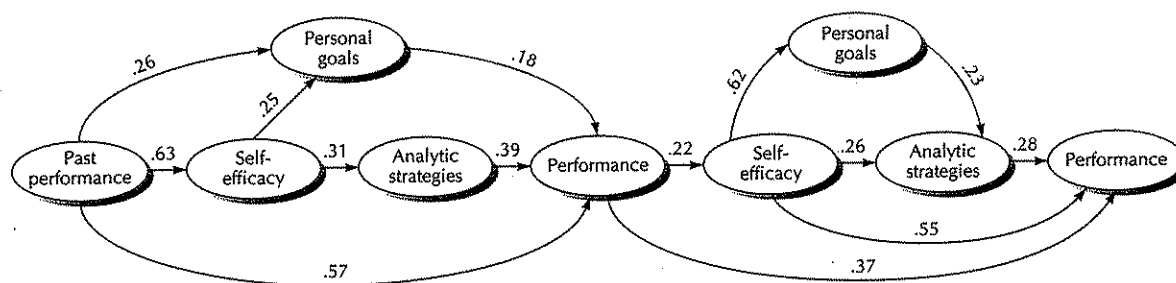 Personal
goals
Personal
goals
.26
.18
.62
.23
.25
Past
performance
.63
Self-
efficacy
.31
Analytic
strategies
.39
Performance
.22
Self-
efficacy
.26
Analytic
strategies
.28
Performance
.55
.57
.37